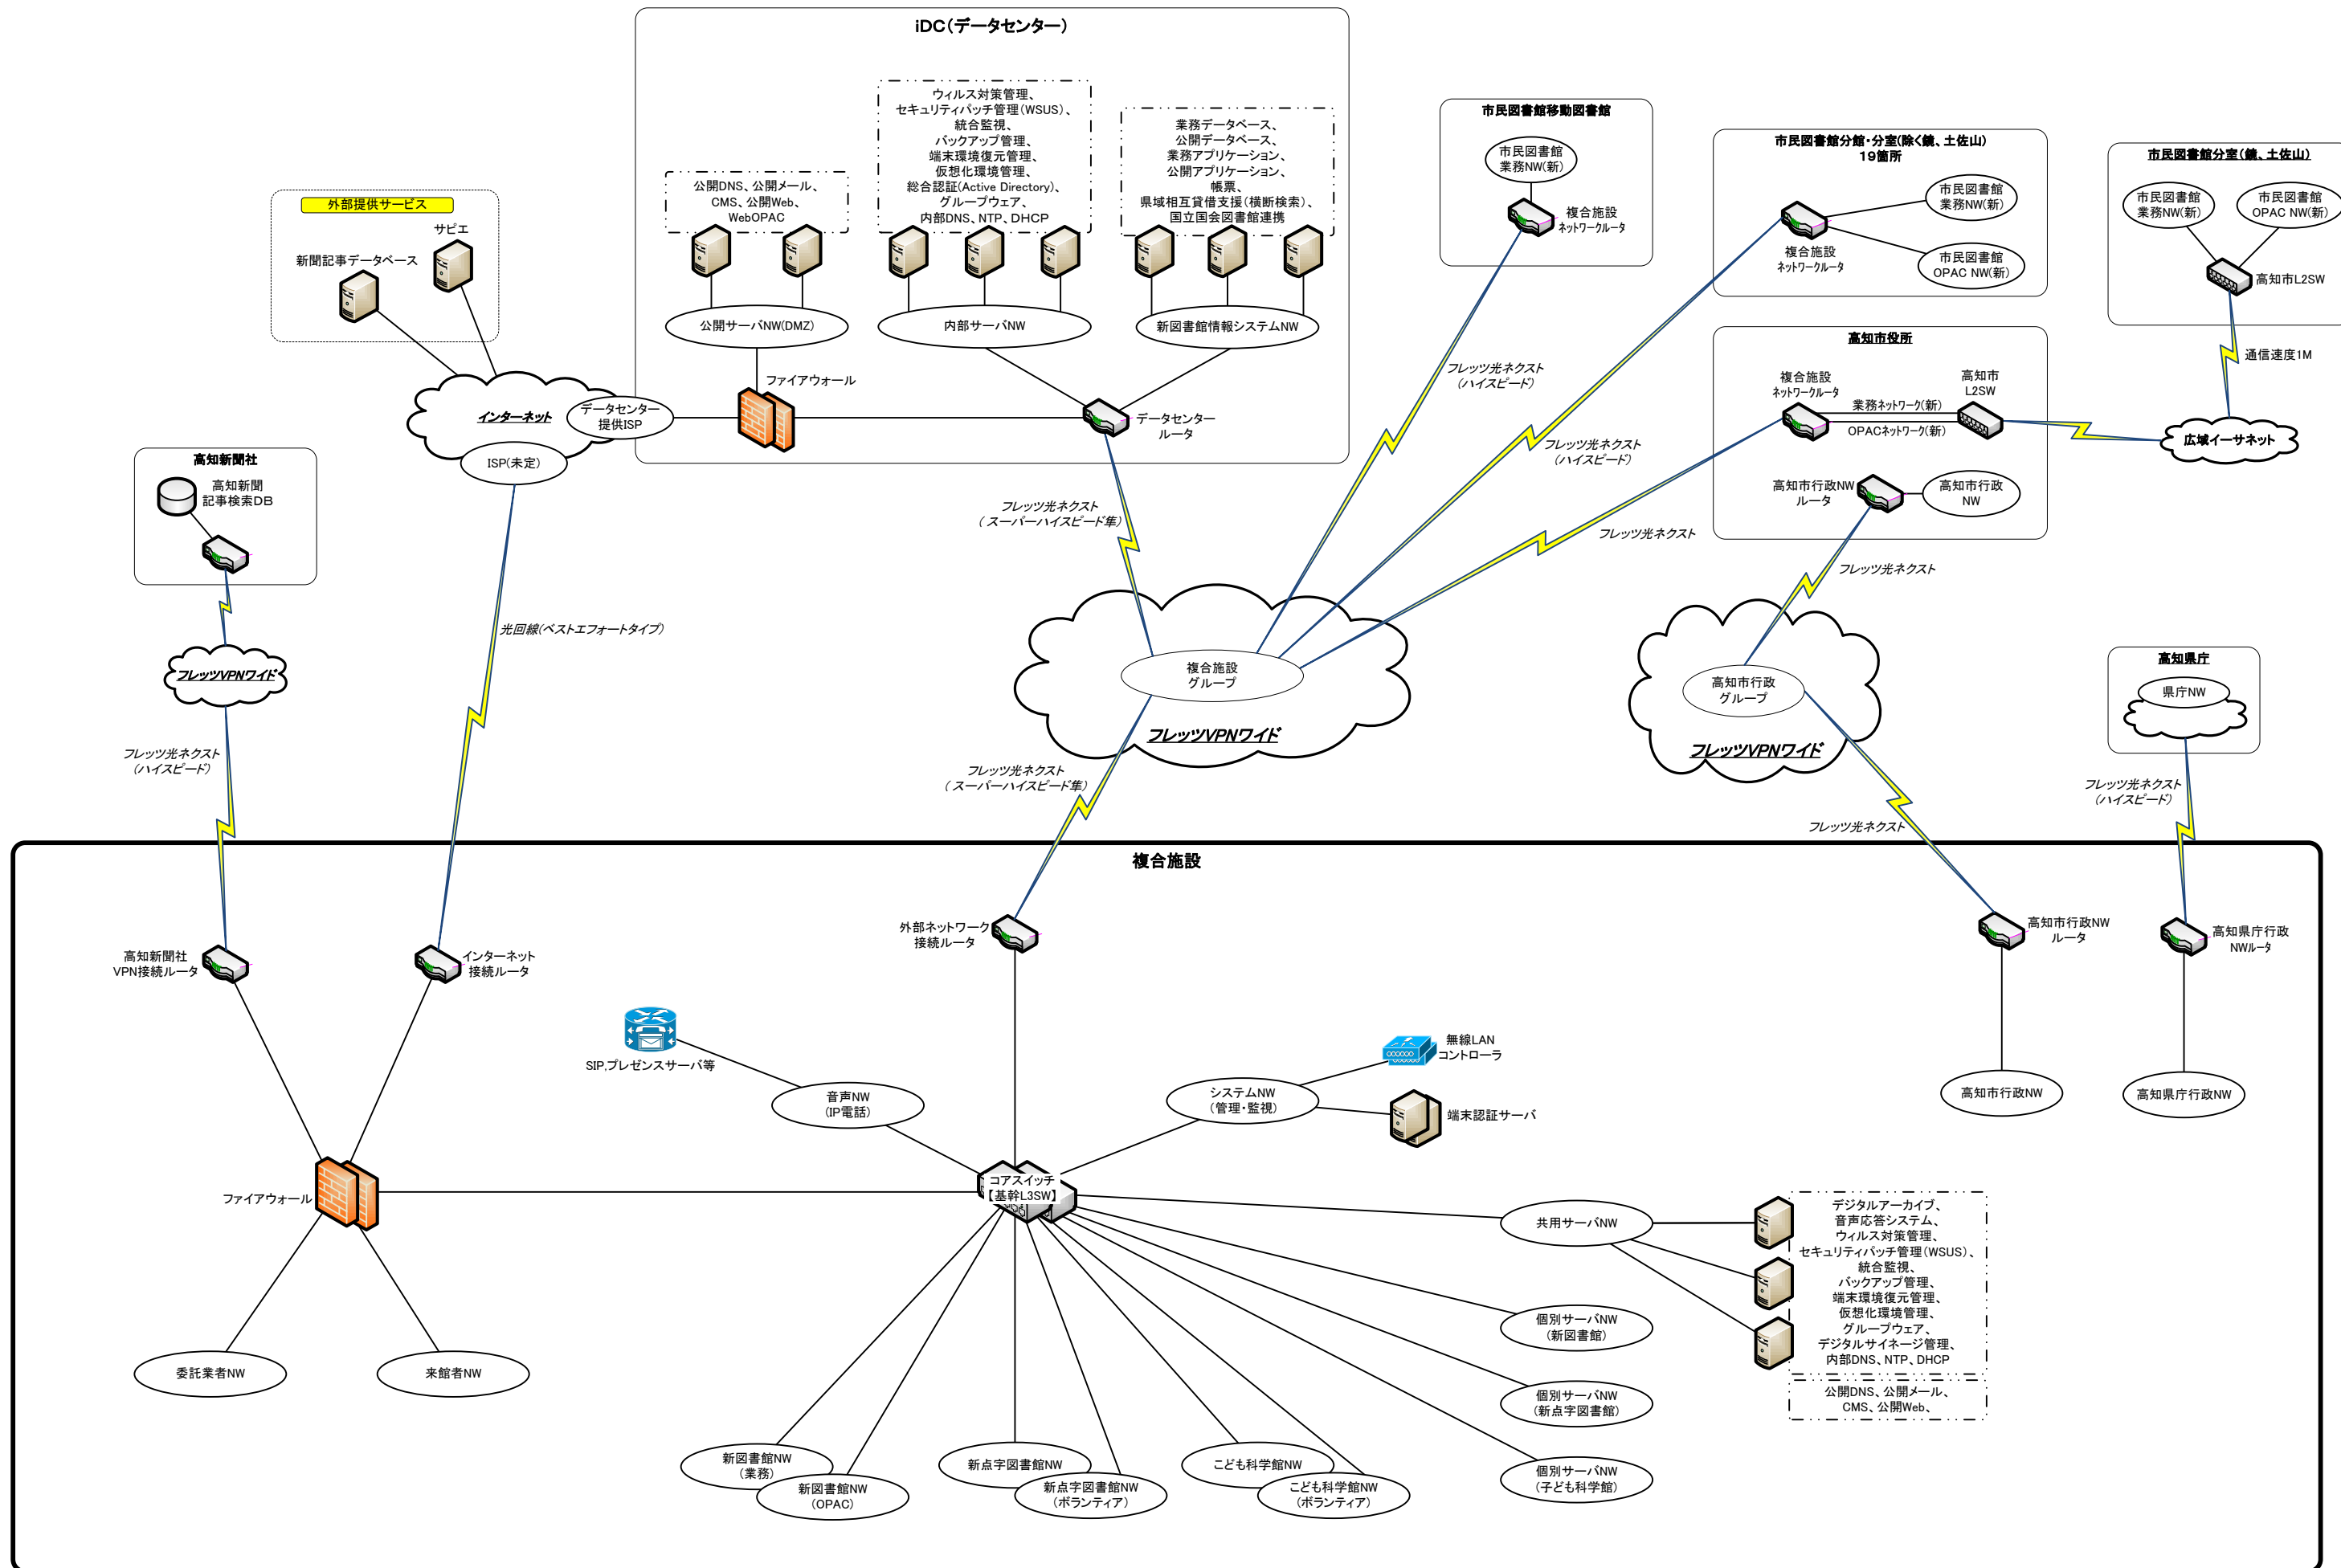 iDC(データセンター)
ウィルス対策管理、
セキュリティパッチ管理(WSUS)、
統合監視、
バックアップ管理、
端末環境復元管理、
仮想化環境管理、
総合認証(Active Directory)、
グループウェア、
内部DNS、NTP、DHCP
業務データベース、
公開データベース、
業務アプリケーション、
公開アプリケーション、
帳票、
県域相互貸借支援(横断検索)、
国立国会図書館連携
公開DNS、公開メール、
CMS、公開Web、
WebOPAC
公開サーバNW(DMZ)
内部サーバNW
新図書館情報システムNW
ファイアウォール
データセンター
ルータ
外部提供サービス
サピエ
新聞記事データベース
インターネット
データセンター
提供ISP
ISP(未定)
市民図書館移動図書館
市民図書館
業務NW(新)
複合施設
ネットワークルータ
市民図書館分館・分室(除く鏡、土佐山)
19箇所
市民図書館
業務NW(新)
複合施設
ネットワークルータ
市民図書館
OPAC NW(新)
市民図書館分室(鏡、土佐山)
市民図書館
業務NW(新)
市民図書館
OPAC NW(新)
高知市L2SW
通信速度1M
広域イーサネット
高知市役所
複合施設
ネットワークルータ
高知市
L2SW
業務ネットワーク(新)
OPACネットワーク(新)
高知市行政NW
ルータ
高知市行政
NW
フレッツ光ネクスト
(ハイスピード)
フレッツ光ネクスト
(ハイスピード)
フレッツ光ネクスト
フレッツ光ネクスト
(スーパーハイスピード隼)
フレッツ光ネクスト
高知新聞社
高知新聞
記事検索DB
フレッツVPNワイド
フレッツ光ネクスト
(ハイスピード)
光回線(ベストエフォートタイプ)
複合施設
グループ
フレッツVPNワイド
フレッツ光ネクスト
(スーパーハイスピード隼)
高知市行政
グループ
フレッツVPNワイド
フレッツ光ネクスト
高知県庁
県庁NW
フレッツ光ネクスト
(ハイスピード)
複合施設
高知新聞社
VPN接続ルータ
インターネット
接続ルータ
外部ネットワーク
接続ルータ
高知市行政NW
ルータ
高知県庁行政
NWルータ
SIP,プレゼンスサーバ等
音声NW
(IP電話)
システムNW
(管理・監視)
無線LAN
コントローラ
端末認証サーバ
高知市行政NW
高知県庁行政NW
ファイアウォール
コアスイッチ
【基幹L3SW】
共用サーバNW
デジタルアーカイブ、
音声応答システム、
ウィルス対策管理、
セキュリティパッチ管理(WSUS)、
統合監視、
バックアップ管理、
端末環境復元管理、
仮想化環境管理、
グループウェア、
デジタルサイネージ管理、
内部DNS、NTP、DHCP
公開DNS、公開メール、
CMS、公開Web、
個別サーバNW
(新図書館)
個別サーバNW
(新点字図書館)
個別サーバNW
(子ども科学館)
委託業者NW
来館者NW
新図書館NW
(業務)
新図書館NW
(OPAC)
新点字図書館NW
新点字図書館NW
(ボランティア)
こども科学館NW
こども科学館NW
(ボランティア)